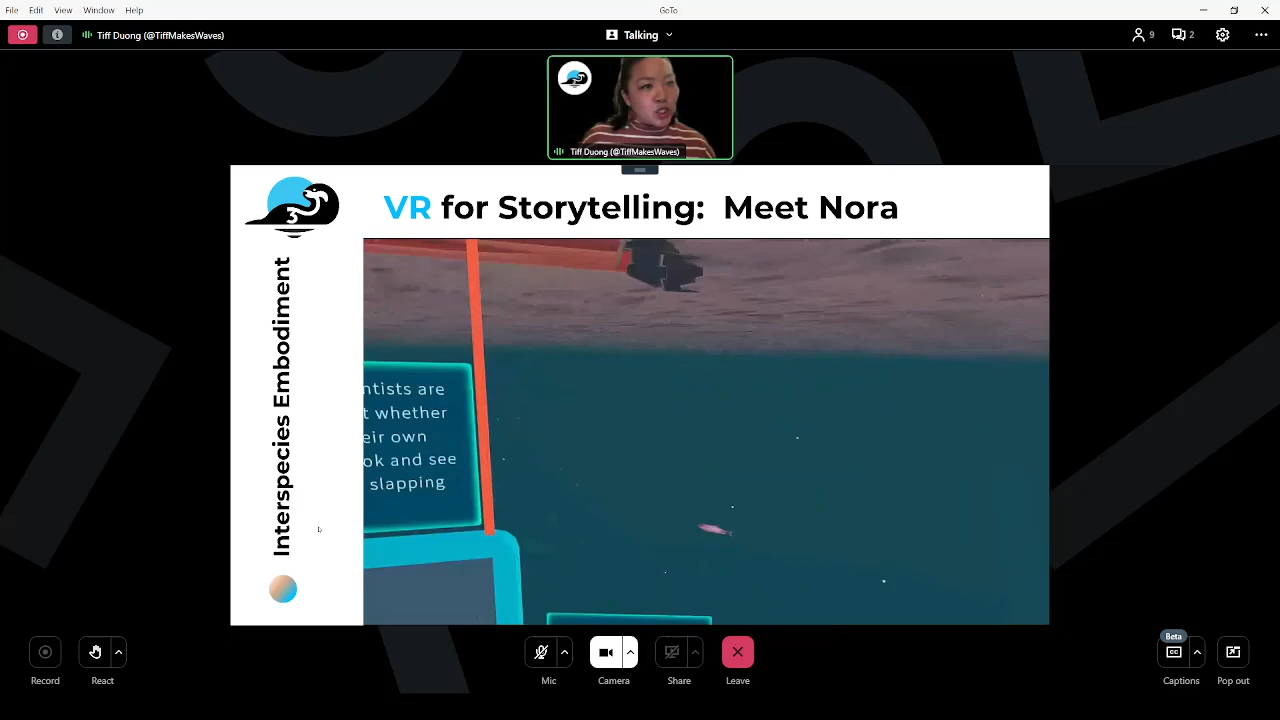 File Edit View Window Help
GoTo
Tiff Duong (@TiffMakesWaves)
Talking
9
2
Tiff Duong (@TiffMakesWaves)
3
VR for Storytelling: Meet Nora
Interspecies Embodiment
ntists are
t whether
eir own
ok and see
slapping
Record
React
Mic
Camera
Share
Leave
Beta
CC
Captions
Pop out